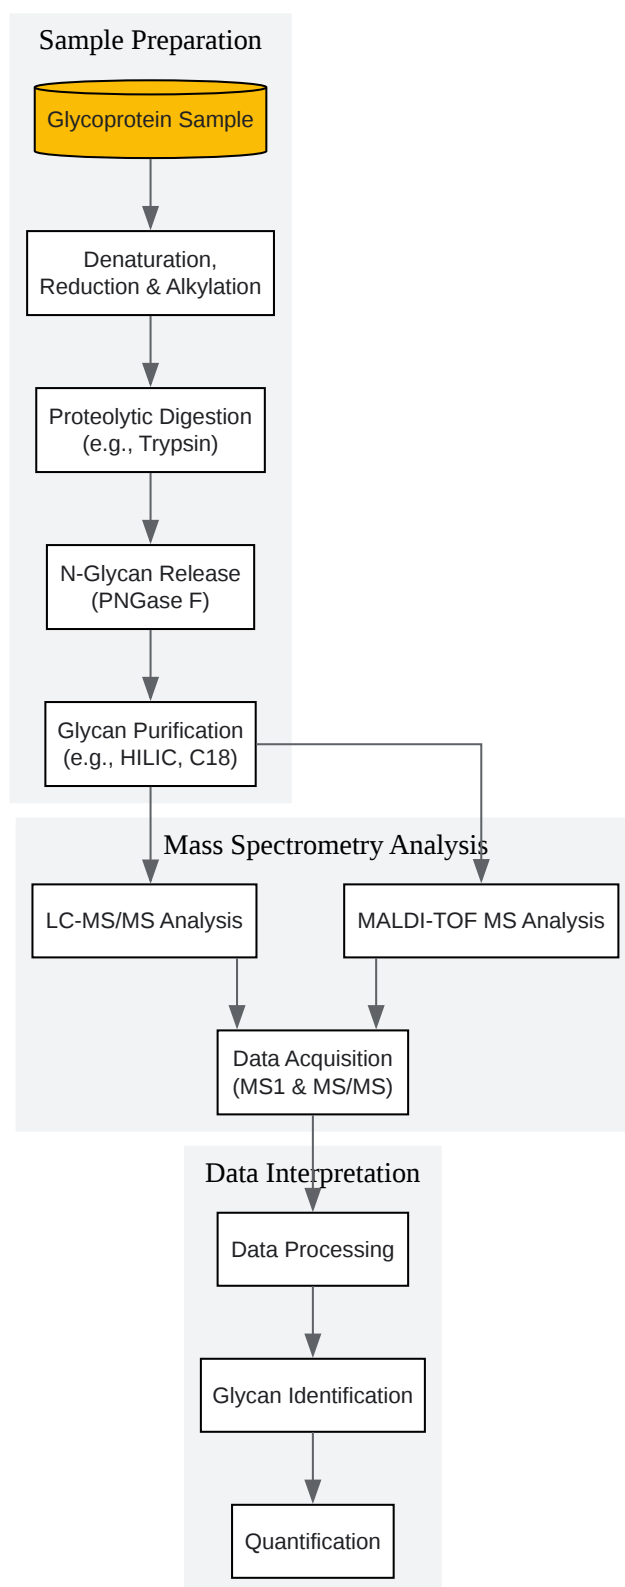 Sample Preparation
Glycoprotein Sample
Denaturation,
Reduction & Alkylation
Proteolytic Digestion
(e.g., Trypsin)
N-Glycan Release
(PNGase F)
Glycan Purification
(e.g., HILIC, C18)
Mass Spectrometry Analysis
LC-MS/MS Analysis
MALDI-TOF MS Analysis
Data Acquisition
(MS1 & MS/MS)
Data Interpretation
Data Processing
Glycan Identification
Quantification